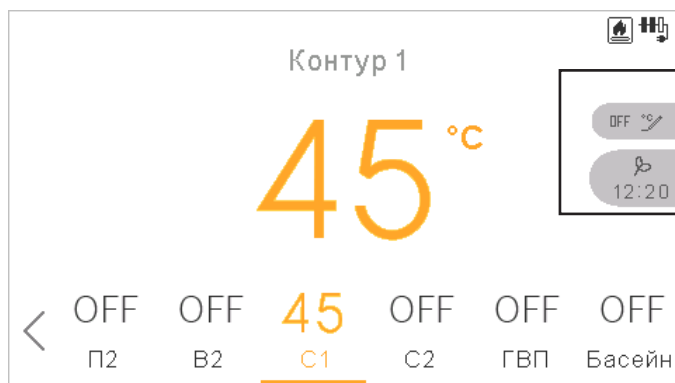 Контур 1
45 °C
OFF °C
12:20
OFF OFF 45 OFF OFF OFF
П2 В2 С1 С2 ГВП Басейн